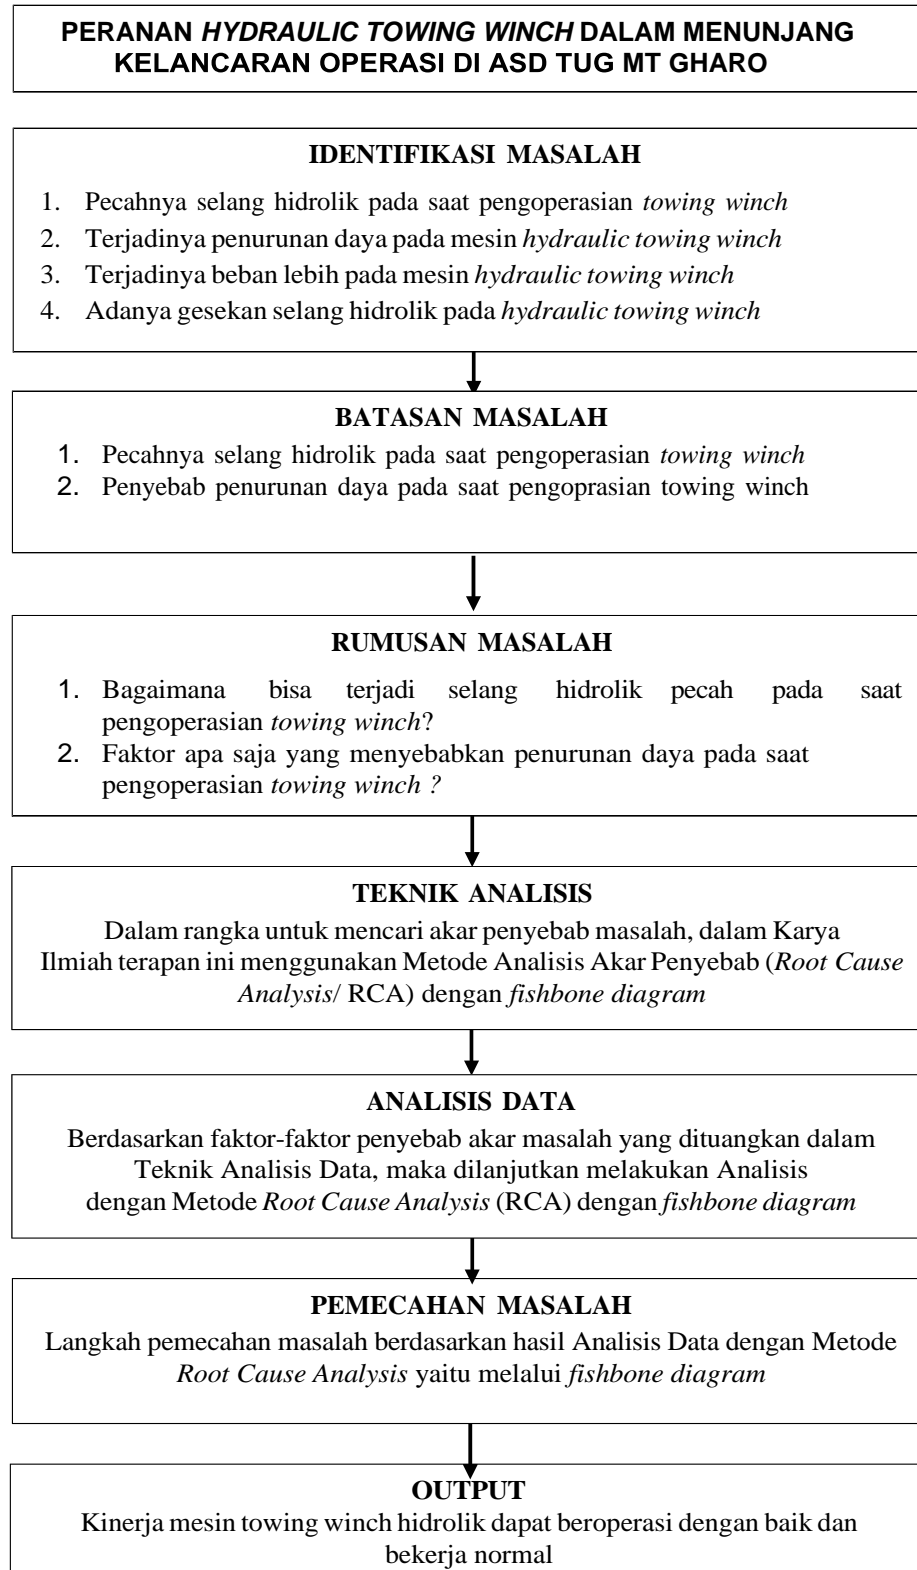 PERANAN HYDRAULIC TOWING WINCH DALAM MENUNJANG
KELANCARAN OPERASI DI ASD TUG MT GHARO
IDENTIFIKASI MASALAH
1. Pecahnya selang hidrolik pada saat pengoperasian towing winch
2. Terjadinya penurunan daya pada mesin hydraulic towing winch
3. Terjadinya beban lebih pada mesin hydraulic towing winch
4. Adanya gesekan selang hidrolik pada hydraulic towing winch
BATASAN MASALAH
1. Pecahnya selang hidrolik pada saat pengoperasian towing winch
2. Penyebab penurunan daya pada saat pengoprasian towing winch
RUMUSAN MASALAH
1. Bagaimana bisa terjadi selang hidrolik pecah pada saat
pengoperasian towing winch?
2. Faktor apa saja yang menyebabkan penurunan daya pada saat
pengoperasian towing winch ?
TEKNIK ANALISIS
Dalam rangka untuk mencari akar penyebab masalah, dalam Karya
Ilmiah terapan ini menggunakan Metode Analisis Akar Penyebab (Root Cause
Analysis/ RCA) dengan fishbone diagram
ANALISIS DATA
Berdasarkan faktor-faktor penyebab akar masalah yang dituangkan dalam
Teknik Analisis Data, maka dilanjutkan melakukan Analisis
dengan Metode Root Cause Analysis (RCA) dengan fishbone diagram
PEMECAHAN MASALAH
Langkah pemecahan masalah berdasarkan hasil Analisis Data dengan Metode
Root Cause Analysis yaitu melalui fishbone diagram
OUTPUT
Kinerja mesin towing winch hidrolik dapat beroperasi dengan baik dan
bekerja normal